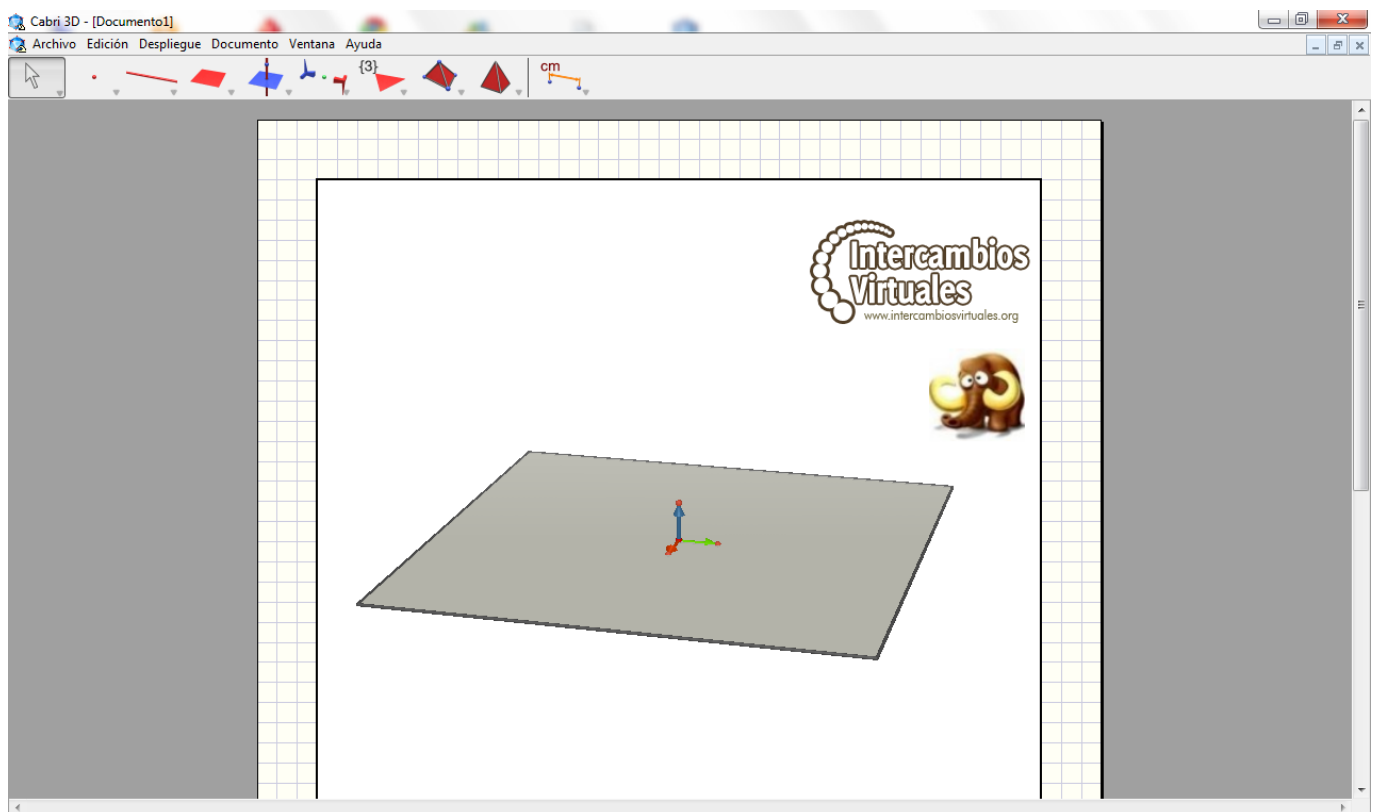 Cabri 3D - [Documento1]
Archivo Edición Despliegue Documento Ventana Ayuda
{3}
cm
Intercambios
Virtuales
www.intercambiosvirtuales.org